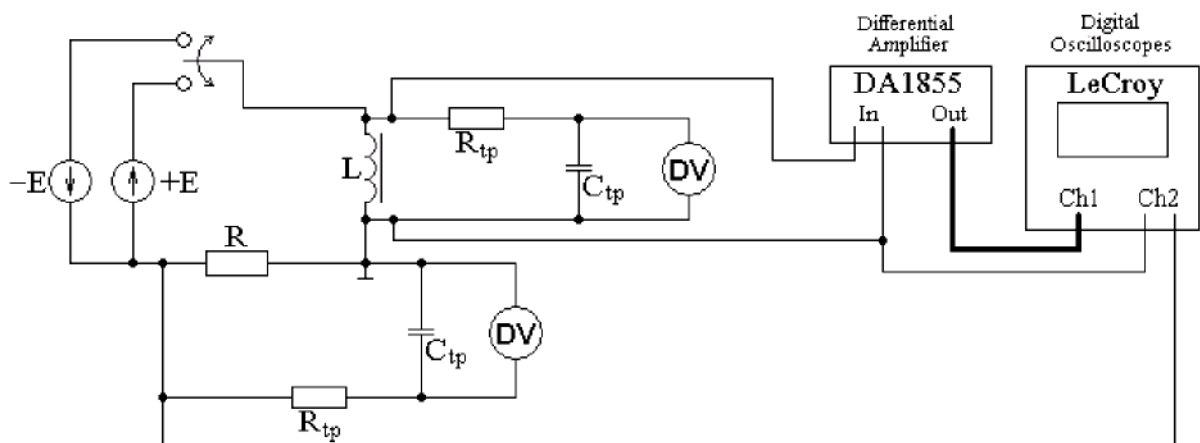 Differential
Amplifier
Digital
Oscilloscopes
DA1855
In
Out
LeCroy
Ch1
Ch2
−E
+E
L
R
Rtp
Ctp
DV
R
Ctp
DV
Rtp